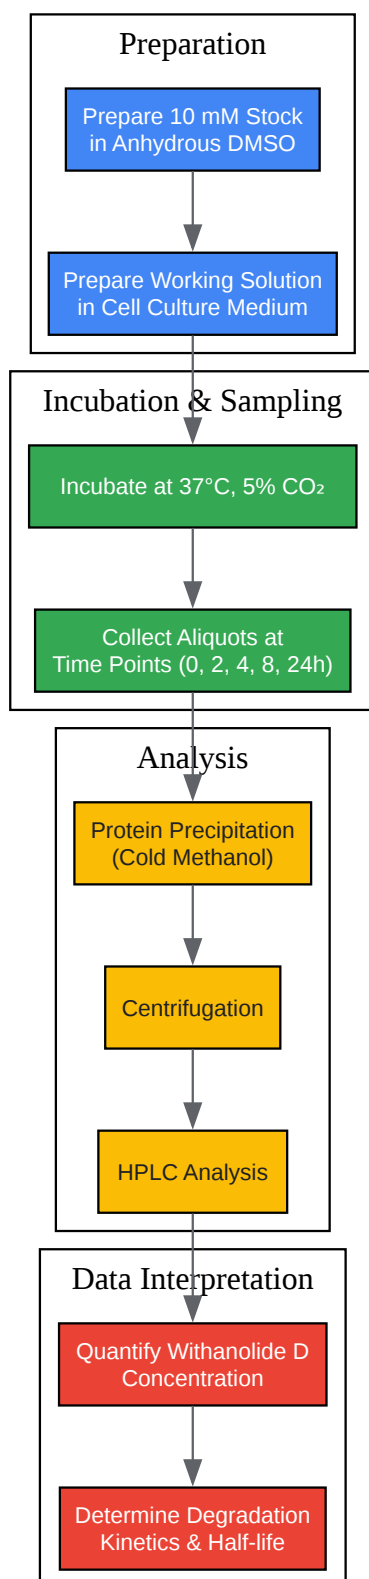 Preparation
Prepare 10 mM Stock
in Anhydrous DMSO
Prepare Working Solution
in Cell Culture Medium
Incubation & Sampling
Incubate at 37°C, 5% CO₂
Collect Aliquots at
Time Points (0, 2, 4, 8, 24h)
Analysis
Protein Precipitation
(Cold Methanol)
Centrifugation
HPLC Analysis
Data Interpretation
Quantify Withanolide D
Concentration
Determine Degradation
Kinetics & Half-life